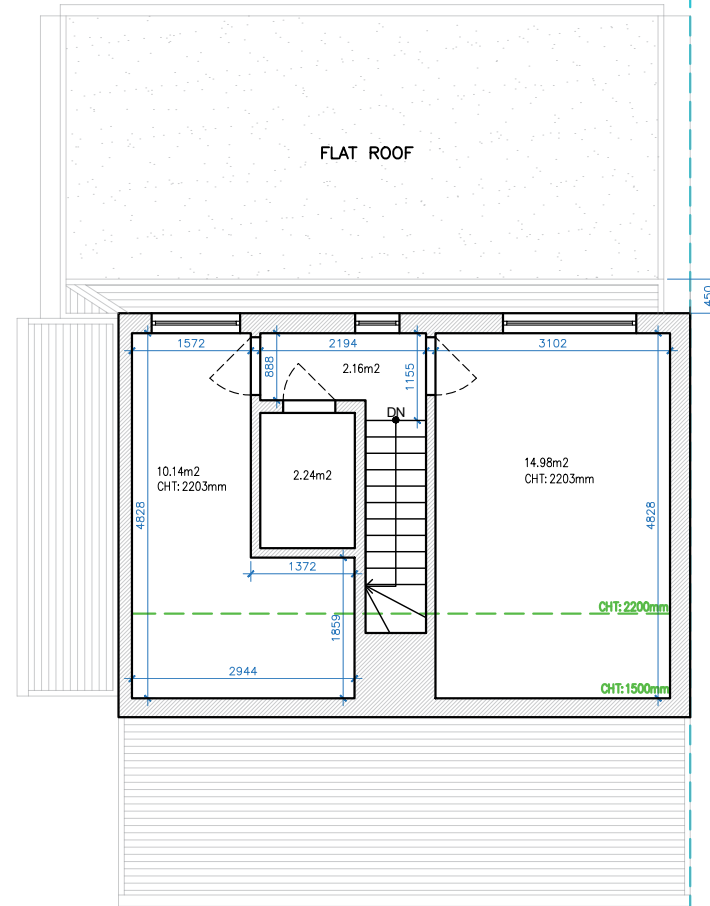 FLAT ROOF
450
1572
2194
3102
888
2.16m2
1155
DN
10.14m2
CHT: 2203mm
2.24m2
14.98m2
CHT: 2203mm
4828
4828
1372
CHT: 2200mm
1859
2944
CHT: 1500mm